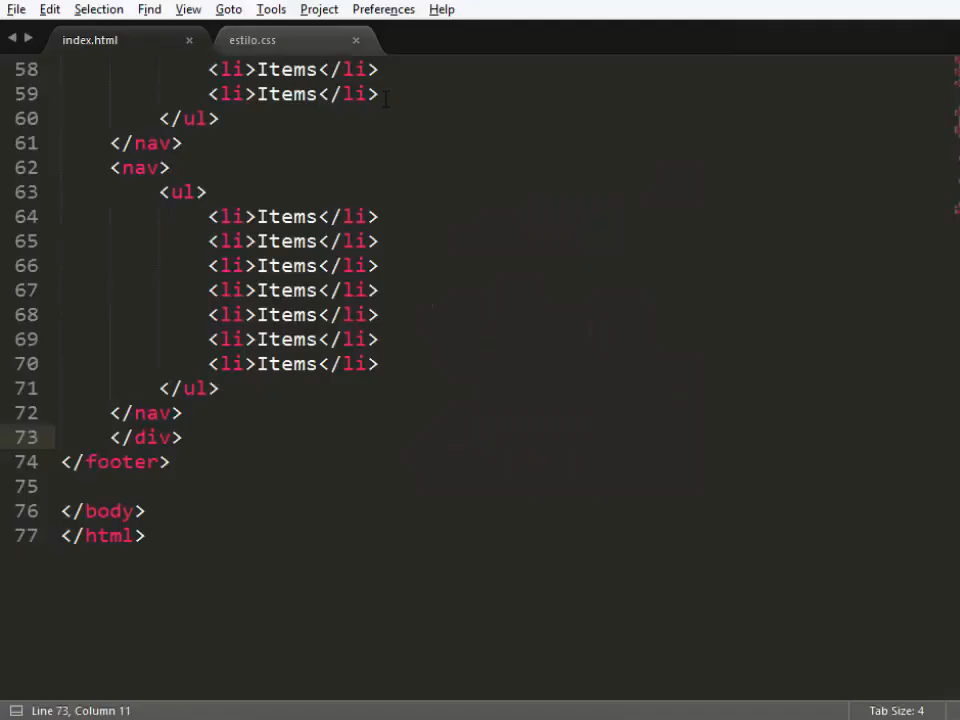 File Edit Selection Find View Goto Tools Project Preferences Help
index.html × estilo.css ×
58 <li>Items</li>
59 <li>Items</li>
60 </ul>
61 </nav>
62 <nav>
63 <ul>
64 <li>Items</li>
65 <li>Items</li>
66 <li>Items</li>
67 <li>Items</li>
68 <li>Items</li>
69 <li>Items</li>
70 <li>Items</li>
71 </ul>
72 </nav>
73 </div>
74 </footer>
75
76 </body>
77 </html>
Line 73, Column 11 Tab Size: 4